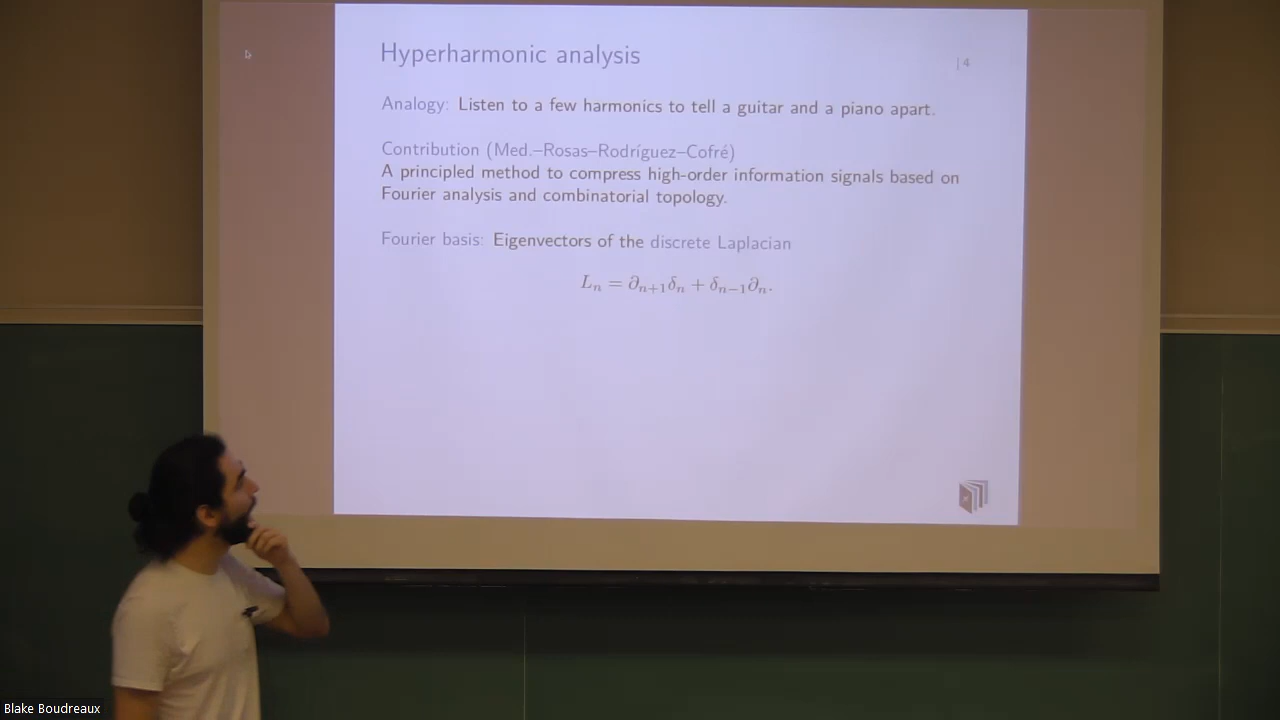 Hyperharmonic analysis
| 4
Analogy: Listen to a few harmonics to tell a guitar and a piano apart.
Contribution (Med.–Rosas–Rodríguez–Cofré)
A principled method to compress high-order information signals based on
Fourier analysis and combinatorial topology.
Fourier basis: Eigenvectors of the discrete Laplacian
Lₙ = ∂ₙ₊₁δₙ + δₙ₋₁∂ₙ.
Blake Boudreaux